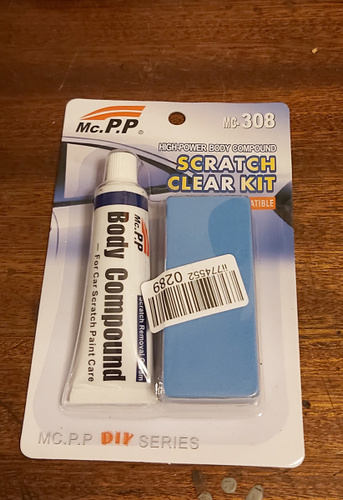 Mc.P.P®
MC-308
HIGH-POWER BODY COMPOUND
SCRATCH
CLEAR KIT
ATIBLE
Mc.P.P
Body Compound
— For Car Scratch Paint Care
Scratch Removal
ll774552 0289
MC.P.P DIY SERIES